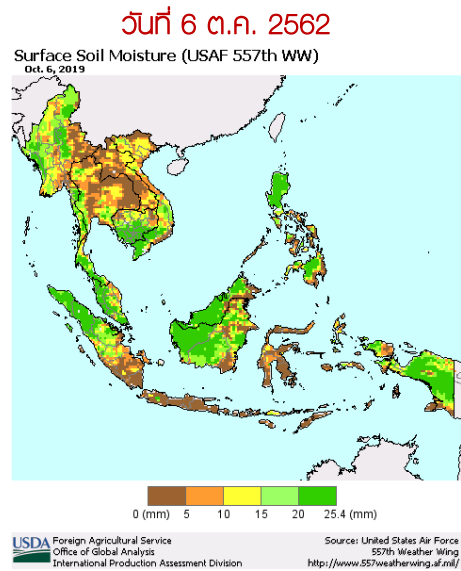 วันที่ 6 ต.ค. 2562
Surface Soil Moisture (USAF 557th WW)
Oct. 6, 2019
0 (mm) 5 10 15 20 25.4 (mm)
USDA Foreign Agricultural Service
Office of Global Analysis
International Production Assessment Division
Source: United States Air Force
557th Weather Wing
http://www.557weatherwing.af.mil/